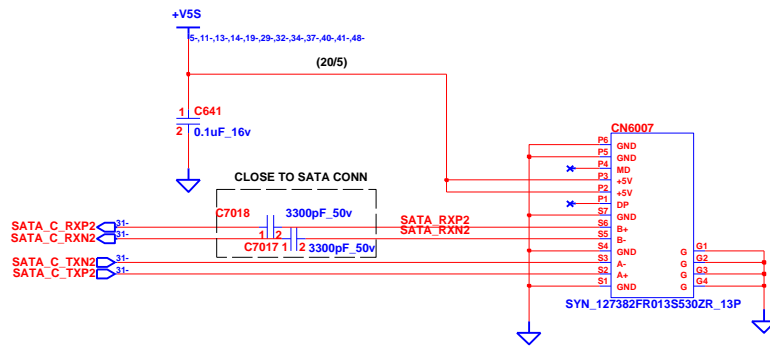 +V5S
5-,11-,13-,14-,19-,29-,32-,34-,37-,40-,41-,48-
(20/5)
1 C641
2 0.1uF_16v
CN6007
P6 GND
P5 GND
P4 MD
P3 +5V
P2 +5V
P1 DP
S7 GND
S6 B+
S5 B-
S4 GND G G1
S3 A- G G2
S2 A+ G G3
S1 GND G G4
SYN_127382FR013S530ZR_13P
CLOSE TO SATA CONN
C7018 3300pF_50v
1 2
C7017 1 2 3300pF_50v
SATA_C_RXP2 31- SATA_RXP2
SATA_C_RXN2 31- SATA_RXN2
SATA_C_TXN2 31-
SATA_C_TXP2 31-